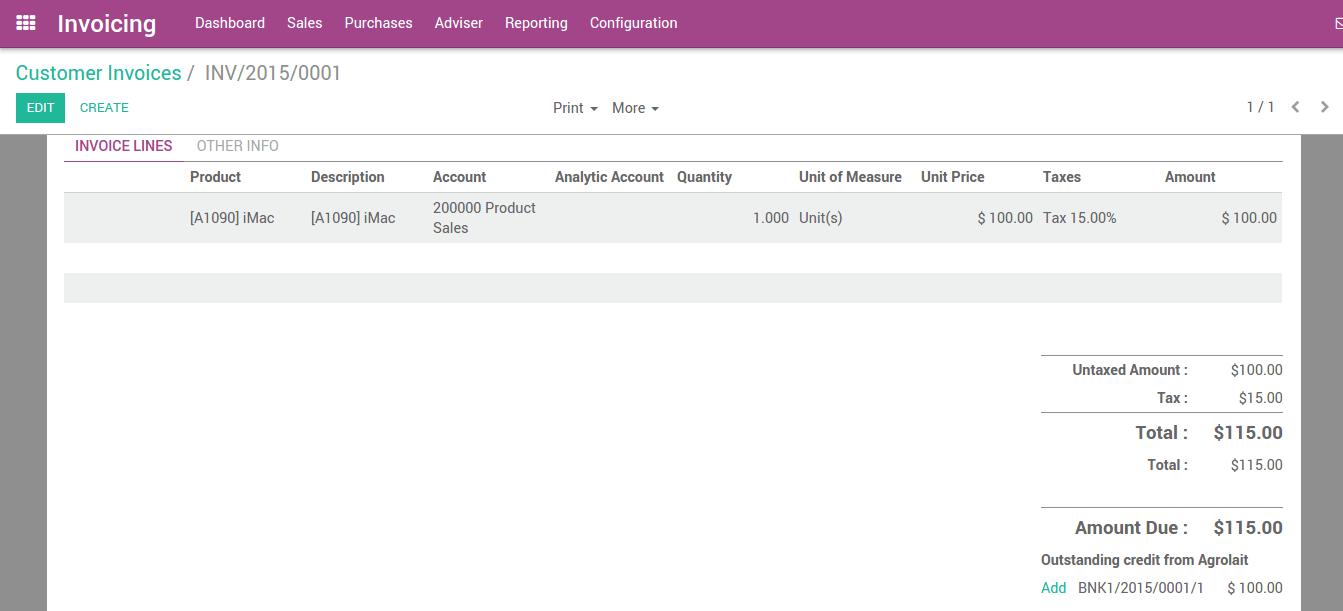 Invoicing Dashboard Sales Purchases Adviser Reporting Configuration
Customer Invoices / INV/2015/0001
EDIT CREATE Print More 1 / 1
INVOICE LINES OTHER INFO
Product Description Account Analytic Account Quantity Unit of Measure Unit Price Taxes Amount
[A1090] iMac [A1090] iMac 200000 Product Sales 1.000 Unit(s) $ 100.00 Tax 15.00% $ 100.00
Untaxed Amount : $100.00
Tax : $15.00
Total : $115.00
Total : $115.00
Amount Due : $115.00
Outstanding credit from Agrolait
Add BNK1/2015/0001/1 $ 100.00